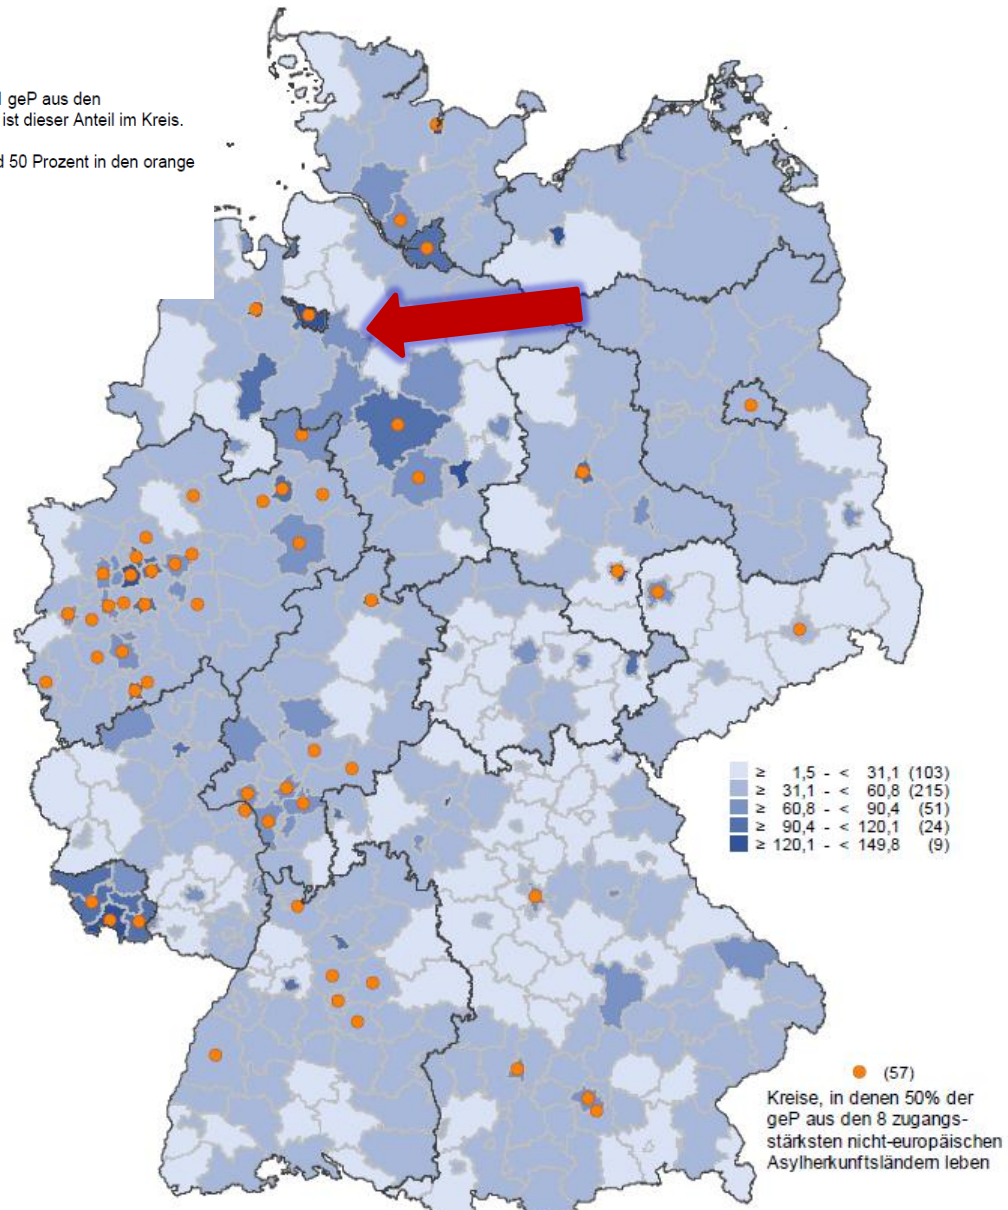 geP aus den
ist dieser Anteil im Kreis.
50 Prozent in den orange
≥ 1,5 - < 31,1 (103)
≥ 31,1 - < 60,8 (215)
≥ 60,8 - < 90,4 (51)
≥ 90,4 - < 120,1 (24)
≥ 120,1 - < 149,8 (9)
(57)
Kreise, in denen 50% der
geP aus den 8 zugangs-
stärksten nicht-europäischen
Asylherkunftsländern leben